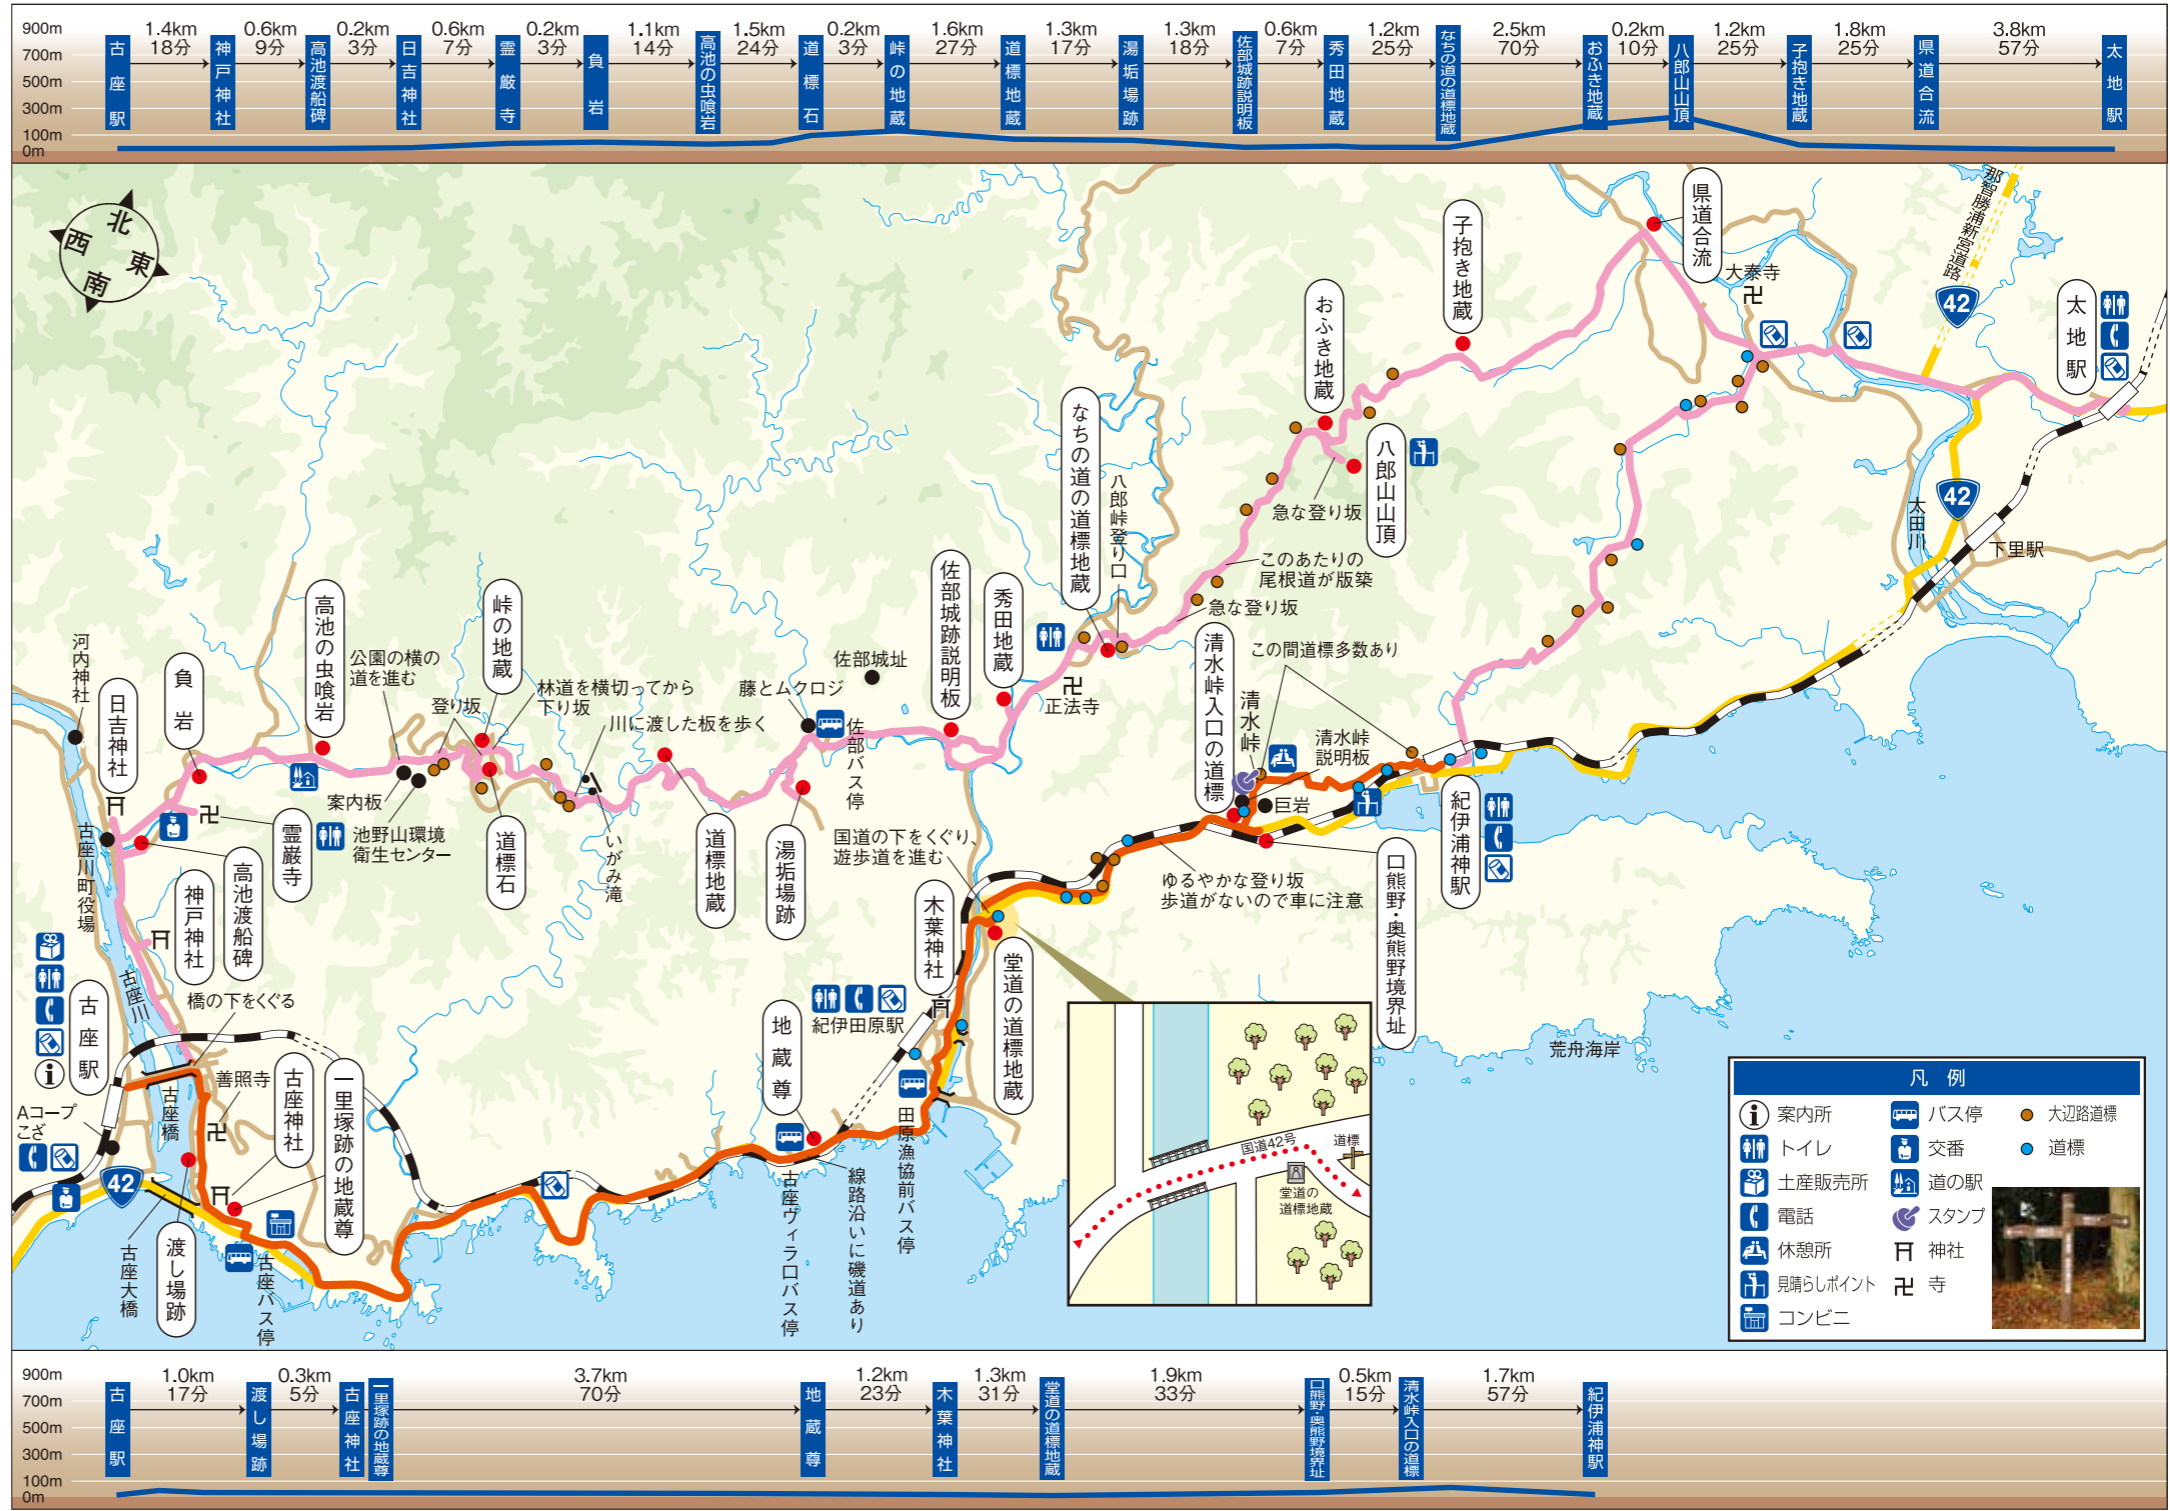 900m
700m
500m
300m
100m
0m
1.4km
18分
0.6km
9分
0.2km
3分
0.6km
7分
0.2km
3分
1.1km
14分
1.5km
24分
0.2km
3分
1.6km
27分
1.3km
17分
1.3km
18分
0.6km
7分
1.2km
25分
2.5km
70分
0.2km
10分
1.2km
25分
1.8km
25分
3.8km
57分
古座駅
神戸神社
高池渡船碑
日吉神社
霊巌寺
負岩
高池の虫喰岩
道標石
峠の地蔵
道標地蔵
湯垢場跡
佐部城跡説明板
秀田地蔵
なちの道の道標地蔵
おふき地蔵
八郎山山頂
子抱き地蔵
県道合流
太地駅
北
東
南
西
那智勝浦新宮道路
42
県道合流
大泰寺
太地駅
子抱き地蔵
おふき地蔵
八郎山山頂
急な登り坂
なちの道の道標地蔵
八郎峠登り口
このあたりの
尾根道が版築
急な登り坂
42
太田川
下里駅
佐部城跡説明板
秀田地蔵
正法寺
佐部城址
藤とムクロジ
佐部バス停
清水峠入口の道標
この間道標多数あり
清水峠
清水峠
説明板
巨岩
紀伊浦神駅
口熊野・奥熊野境界址
ゆるやかな登り坂
歩道がないので車に注意
荒舟海岸
河内神社
日吉神社
負岩
高池の虫喰岩
公園の横の
道を進む
登り坂
峠の地蔵
林道を横切ってから
下り坂
川に渡した板を歩く
案内板
池野山環境
衛生センター
道標石
いがみ滝
道標地蔵
湯垢場跡
国道の下をくぐり、
遊歩道を進む
木葉神社
堂道の道標地蔵
霊巌寺
高池渡船碑
神戸神社
古座川町役場
古座川
橋の下をくぐる
古座駅
Aコープ
こざ
古座橋
善照寺
古座神社
一里塚跡の地蔵尊
42
古座大橋
渡し場跡
古座バス停
地蔵尊
紀伊田原駅
田原漁協前バス停
線路沿いに磯道あり
古座ヴィラ口バス停
国道42号
道標
堂道の
道標地蔵
凡例
案内所
トイレ
土産販売所
電話
休憩所
見晴らしポイント
コンビニ
バス停
交番
道の駅
スタンプ
神社
寺
大辺路道標
道標
900m
700m
500m
300m
100m
0m
1.0km
17分
0.3km
5分
3.7km
70分
1.2km
23分
1.3km
31分
1.9km
33分
0.5km
15分
1.7km
57分
古座駅
渡し場跡
古座神社
一里塚跡の地蔵尊
地蔵尊
木葉神社
堂道の道標地蔵
口熊野・奥熊野境界址
清水峠入口の道標
紀伊浦神駅